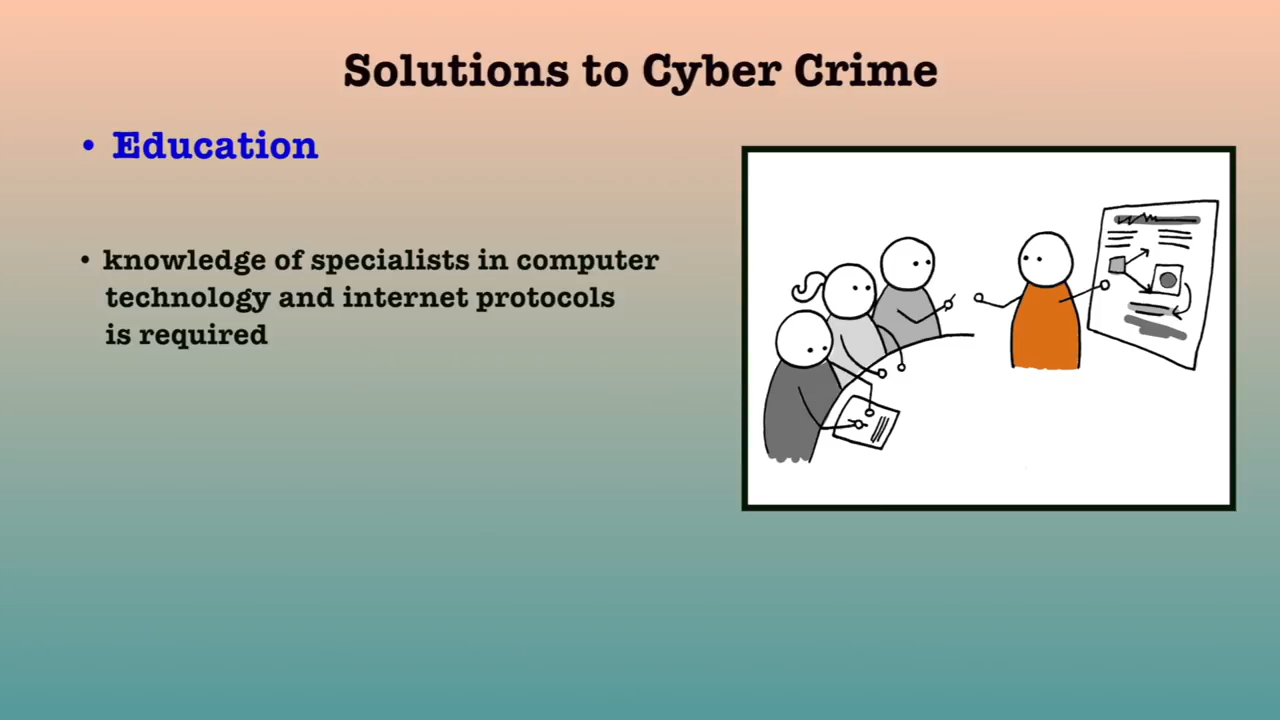 Solutions to Cyber Crime
• Education
• knowledge of specialists in computer
technology and internet protocols
is required